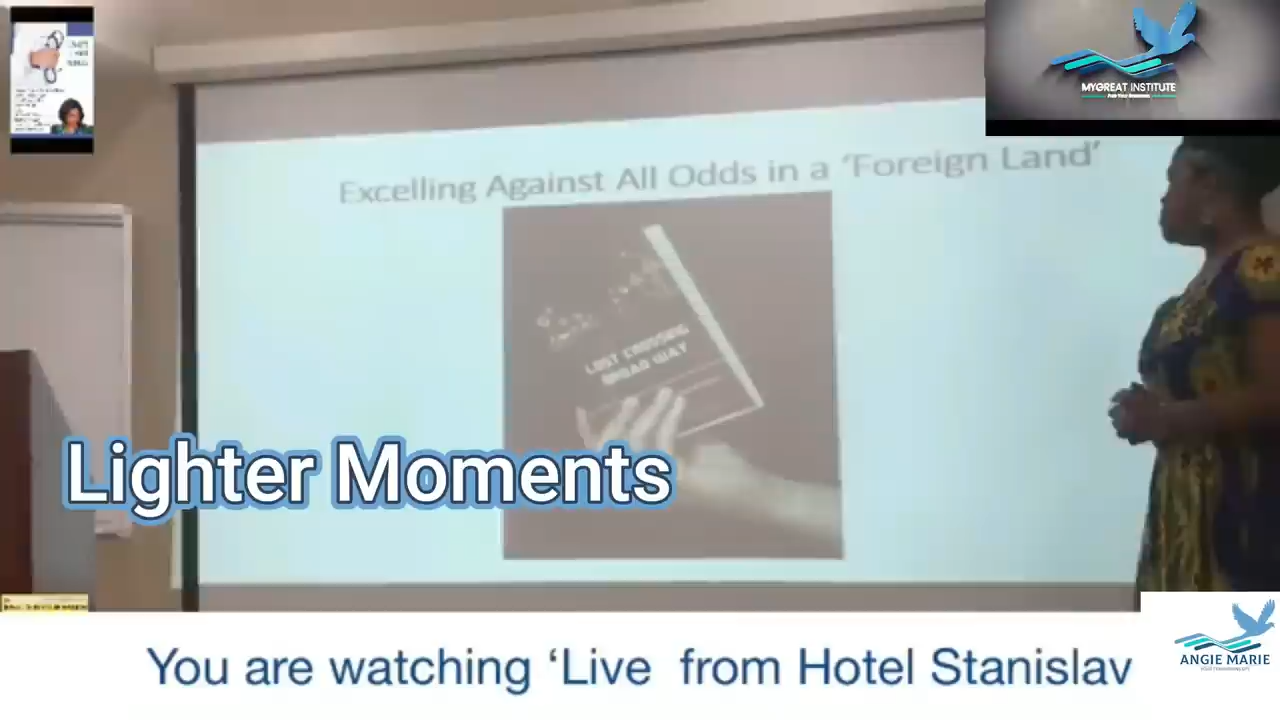 MYGREAT INSTITUTE
Excelling Against All Odds in a ‘Foreign Land’
LOST CROSSING
BROAD WAY
Lighter Moments
You are watching ‘Live from Hotel Stanislav
ANGIE MARIE